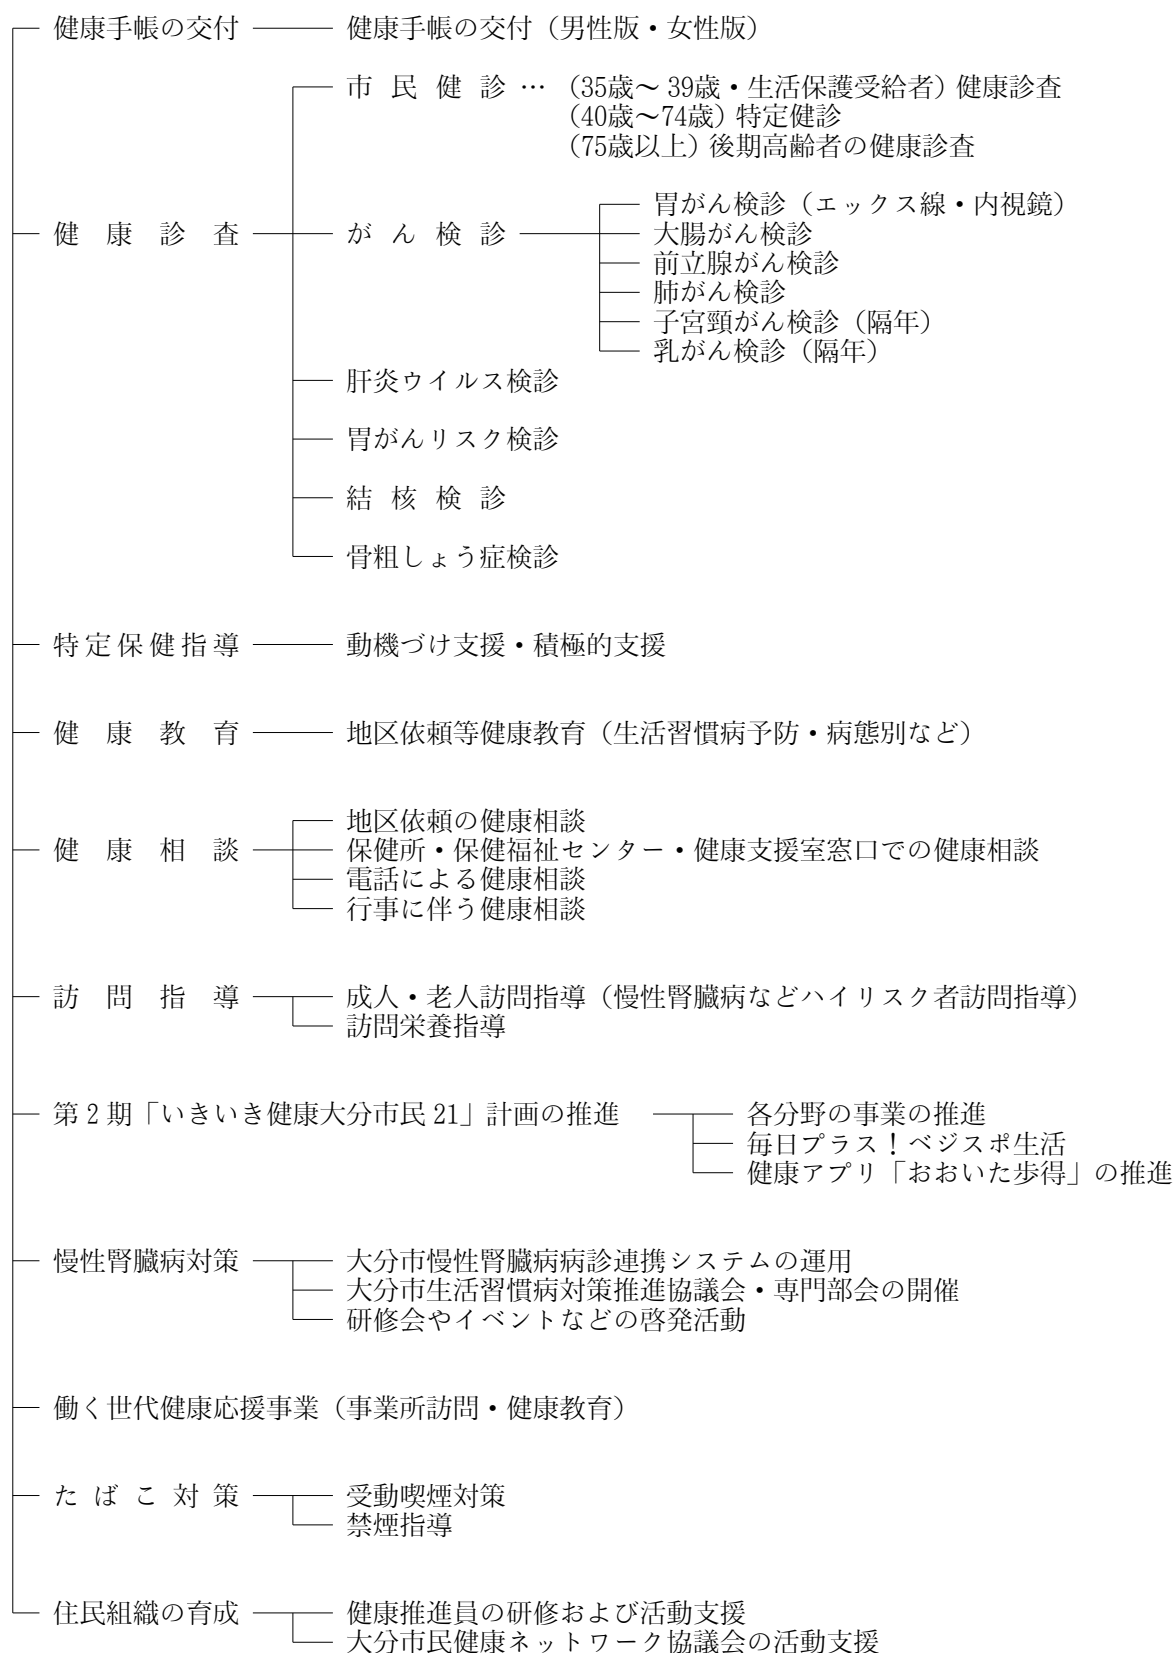 健康手帳の交付 健康手帳の交付（男性版・女性版）
市民健診…（35歳～39歳・生活保護受給者）健康診査
（40歳～74歳）特定健診
（75歳以上）後期高齢者の健康診査
胃がん検診（エックス線・内視鏡）
健康診査 がん検診 大腸がん検診
前立腺がん検診
肺がん検診
子宮頸がん検診（隔年）
乳がん検診（隔年）
肝炎ウイルス検診
胃がんリスク検診
結核検診
骨粗しょう症検診
特定保健指導 動機づけ支援・積極的支援
健康教育 地区依頼等健康教育（生活習慣病予防・病態別など）
地区依頼の健康相談
健康相談 保健所・保健福祉センター・健康支援室窓口での健康相談
電話による健康相談
行事に伴う健康相談
訪問指導 成人・老人訪問指導（慢性腎臓病などハイリスク者訪問指導）
訪問栄養指導
第2期「いきいき健康大分市民21」計画の推進 各分野の事業の推進
毎日プラス！ベジスポ生活
健康アプリ「おおいた歩得」の推進
慢性腎臓病対策 大分市慢性腎臓病病診連携システムの運用
大分市生活習慣病対策推進協議会・専門部会の開催
研修会やイベントなどの啓発活動
働く世代健康応援事業（事業所訪問・健康教育）
たばこ対策 受動喫煙対策
禁煙指導
住民組織の育成 健康推進員の研修および活動支援
大分市民健康ネットワーク協議会の活動支援